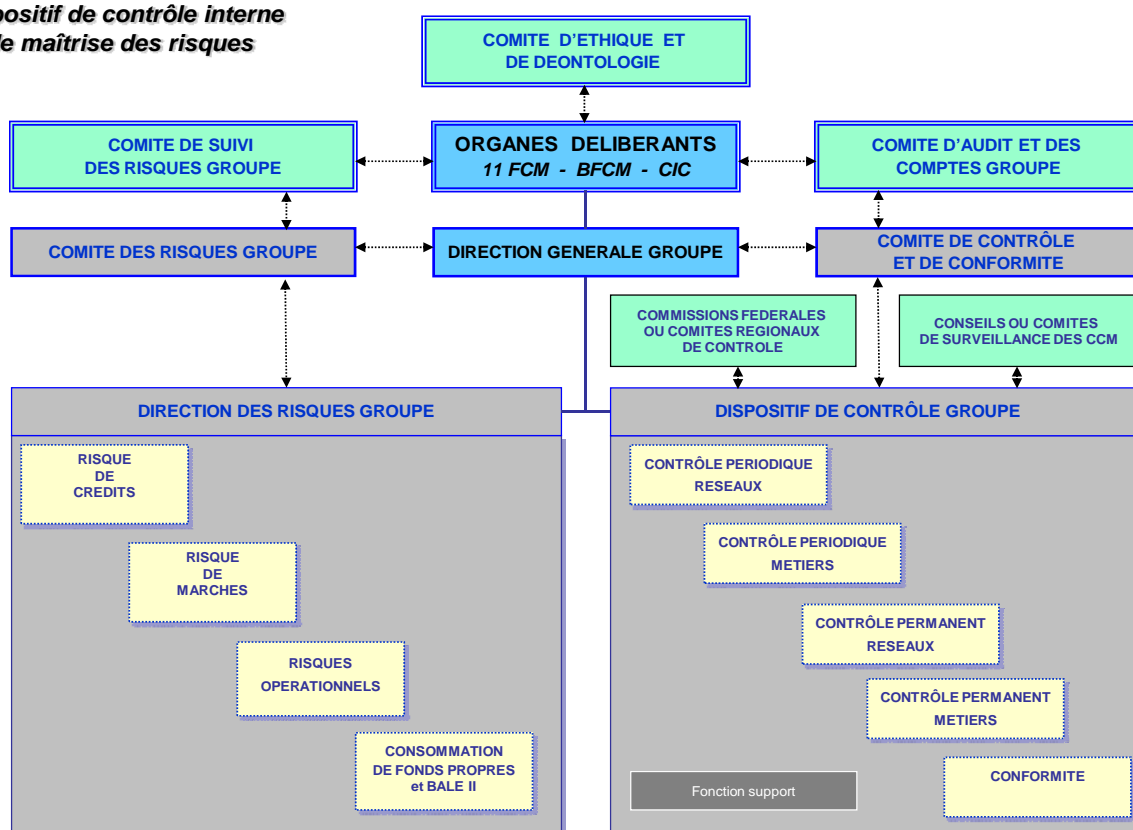 positif de contrôle interne
le maîtrise des risques
COMITE D'ETHIQUE ET
DE DEONTOLOGIE
COMITE DE SUIVI
DES RISQUES GROUPE
ORGANES DELIBERANTS
11 FCM - BFCM - CIC
COMITE D'AUDIT ET DES
COMPTES GROUPE
COMITE DES RISQUES GROUPE
DIRECTION GENERALE GROUPE
COMITE DE CONTRÔLE
ET DE CONFORMITE
COMMISSIONS FEDERALES
OU COMITES REGIONAUX
DE CONTROLE
CONSEILS OU COMITES
DE SURVEILLANCE DES CCM
DIRECTION DES RISQUES GROUPE
RISQUE
DE
CREDITS
RISQUE
DE
MARCHES
RISQUES
OPERATIONNELS
CONSOMMATION
DE FONDS PROPRES
et BALE II
DISPOSITIF DE CONTRÔLE GROUPE
CONTRÔLE PERIODIQUE
RESEAUX
CONTRÔLE PERIODIQUE
METIERS
CONTRÔLE PERMANENT
RESEAUX
CONTRÔLE PERMANENT
METIERS
CONFORMITE
Fonction support